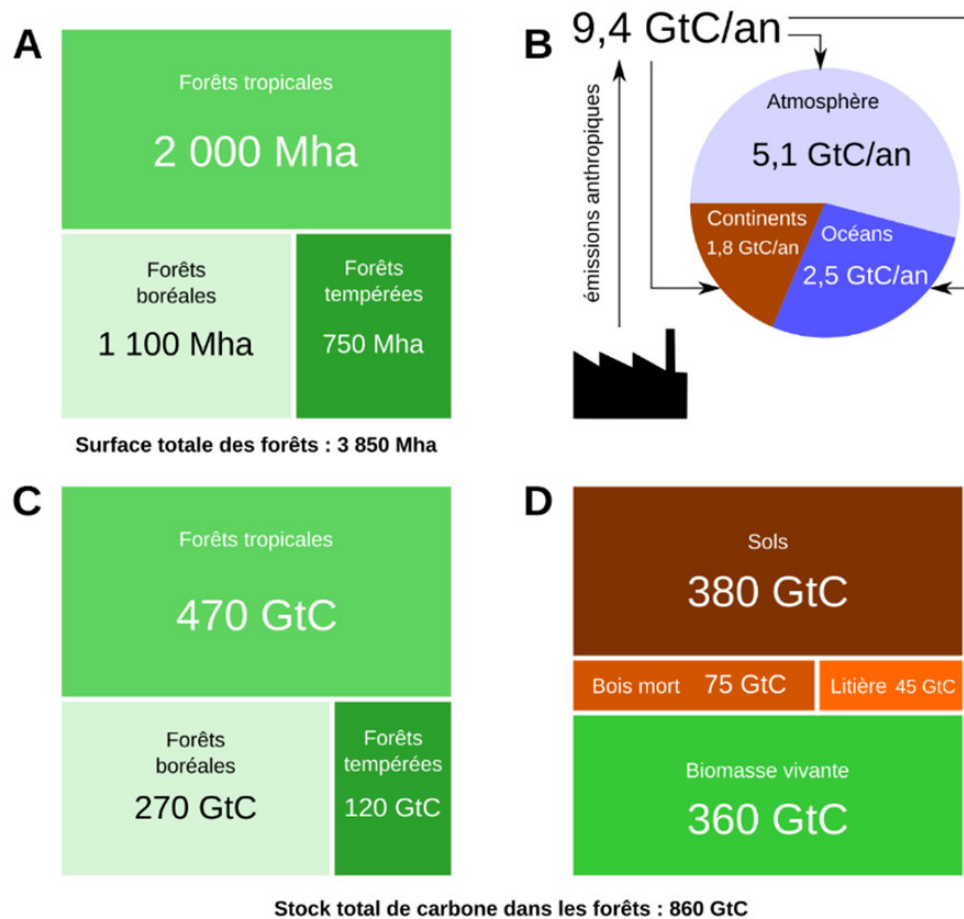 A
Forêts tropicales
2 000 Mha
Forêts
boréales
1 100 Mha
Forêts
tempérées
750 Mha
Surface totale des forêts : 3 850 Mha
B
9,4 GtC/an
émissions anthropiques
Atmosphère
5,1 GtC/an
Continents
1,8 GtC/an
Océans
2,5 GtC/an
C
Forêts tropicales
470 GtC
Forêts
boréales
270 GtC
Forêts
tempérées
120 GtC
D
Sols
380 GtC
Bois mort 75 GtC
Litière 45 GtC
Biomasse vivante
360 GtC
Stock total de carbone dans les forêts : 860 GtC